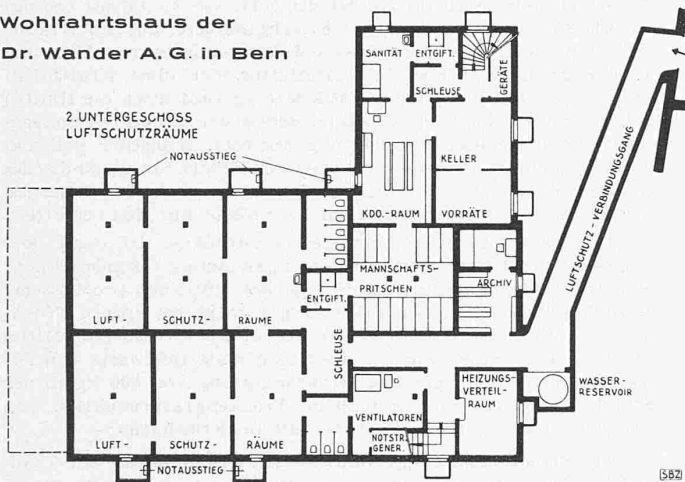 Wohlfahrtshaus der
Dr. Wander A.G. in Bern
2.UNTERGESCHOSS
LUFTSCHUTZRÄUME
NOTAUSSTIEG
SANITÄT
ENTGIFT.
GERÄTE
SCHLEUSE
KELLER
KDO.-RAUM
VORRÄTE
LUFTSCHUTZ-VERBINDUNGSGANG
MANNSCHAFTS-
PRITSCHEN
ARCHIV
LUFT-
SCHUTZ-
RÄUME
ENTGIFT.
SCHLEUSE
HEIZUNGS-
VERTEIL-
RAUM
WASSER-
RESERVOIR
VENTILATOREN
NOTSTR.
GENER.
LUFT-
SCHUTZ-
RÄUME
NOTAUSSTIEG
SBZ